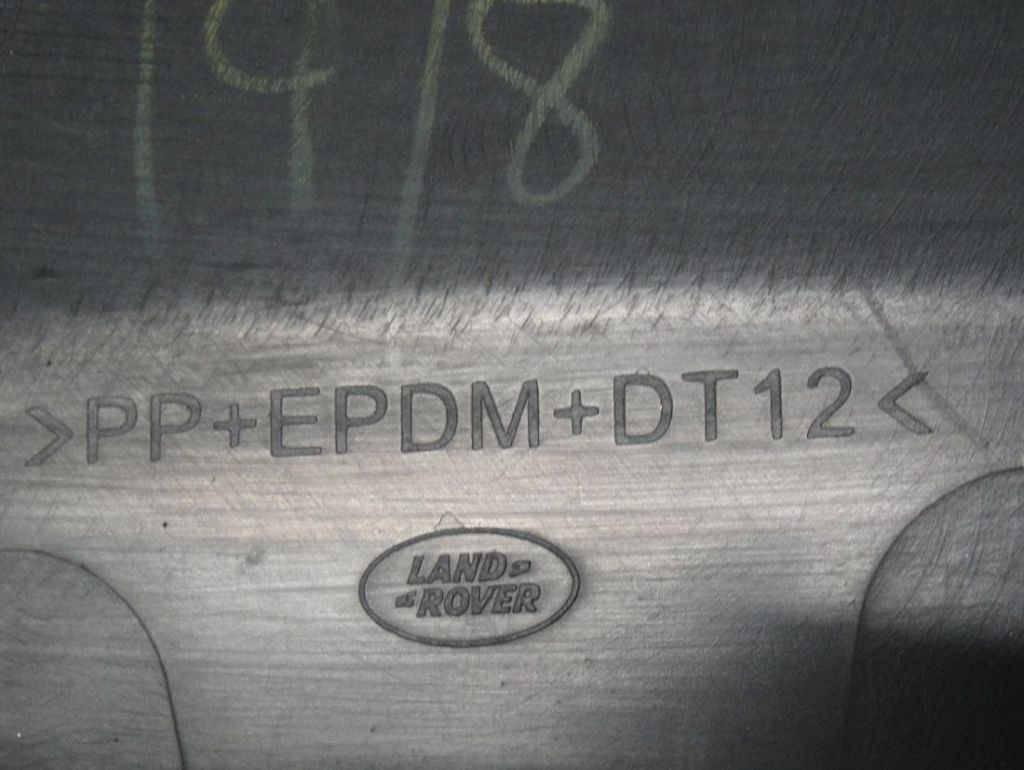 19/8
>PP+EPDM+DT12<
LAND
ROVER